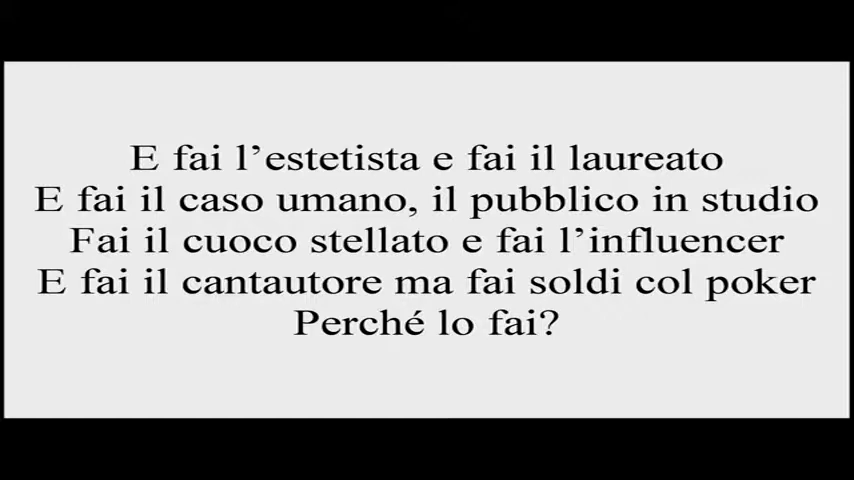 E fai l’estetista e fai il laureato
E fai il caso umano, il pubblico in studio
Fai il cuoco stellato e fai l’influencer
E fai il cantautore ma fai soldi col poker
Perché lo fai?